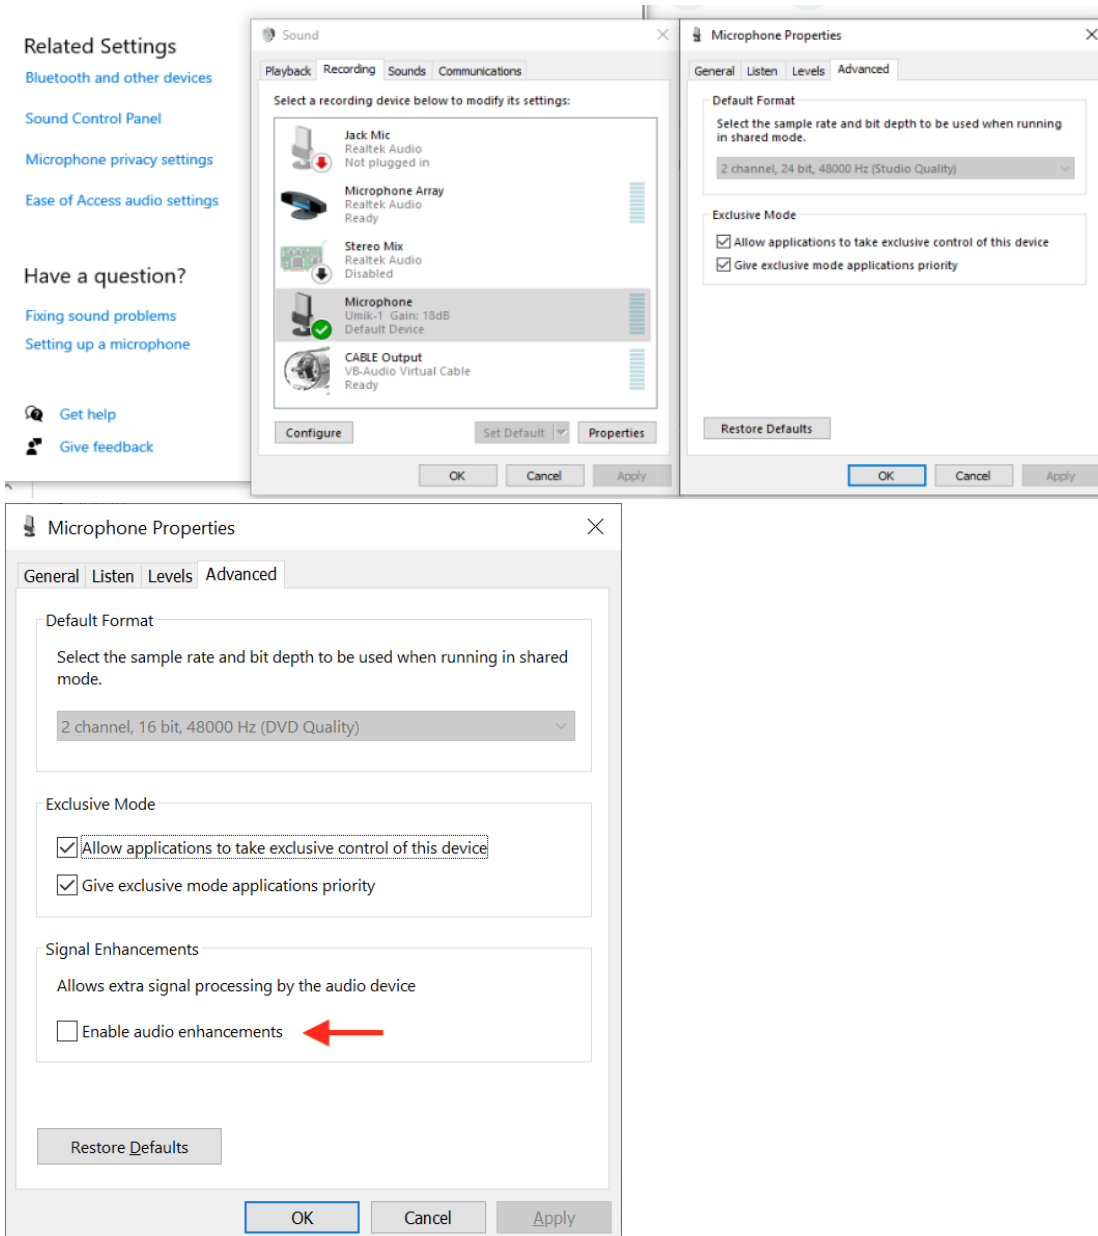 Related Settings
Bluetooth and other devices
Sound Control Panel
Microphone privacy settings
Ease of Access audio settings
Have a question?
Fixing sound problems
Setting up a microphone
Get help
Give feedback
Sound
Playback Recording Sounds Communications
Select a recording device below to modify its settings:
Jack Mic
Realtek Audio
Not plugged in
Microphone Array
Realtek Audio
Ready
Stereo Mix
Realtek Audio
Disabled
Microphone
Umik-1 Gain: 18dB
Default Device
CABLE Output
VB-Audio Virtual Cable
Ready
Configure Set Default Properties
OK Cancel Apply
Microphone Properties
General Listen Levels Advanced
Default Format
Select the sample rate and bit depth to be used when running
in shared mode.
2 channel, 24 bit, 48000 Hz (Studio Quality)
Exclusive Mode
Allow applications to take exclusive control of this device
Give exclusive mode applications priority
Restore Defaults
OK Cancel Apply
Microphone Properties
General Listen Levels Advanced
Default Format
Select the sample rate and bit depth to be used when running in shared
mode.
2 channel, 16 bit, 48000 Hz (DVD Quality)
Exclusive Mode
Allow applications to take exclusive control of this device
Give exclusive mode applications priority
Signal Enhancements
Allows extra signal processing by the audio device
Enable audio enhancements
Restore Defaults
OK Cancel Apply